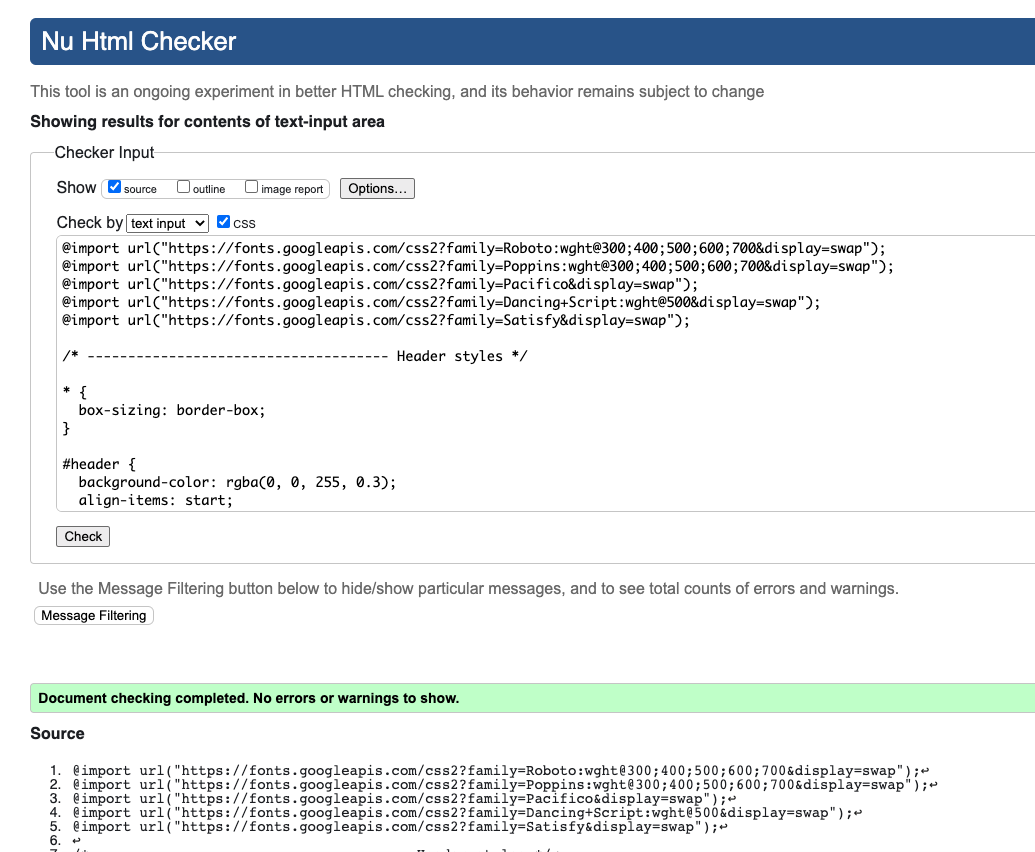 Nu Html Checker
This tool is an ongoing experiment in better HTML checking, and its behavior remains subject to change
Showing results for contents of text-input area
Checker Input
Show source outline image report Options...
Check by text input CSS
@import url("https://fonts.googleapis.com/css2?family=Roboto:wght@300;400;500;600;700&display=swap");
@import url("https://fonts.googleapis.com/css2?family=Poppins:wght@300;400;500;600;700&display=swap");
@import url("https://fonts.googleapis.com/css2?family=Pacifico&display=swap");
@import url("https://fonts.googleapis.com/css2?family=Dancing+Script:wght@500&display=swap");
@import url("https://fonts.googleapis.com/css2?family=Satisfy&display=swap");
/* ------------------------------------- Header styles */
* {
box-sizing: border-box;
}
#header {
background-color: rgba(0, 0, 255, 0.3);
align-items: start;
Check
Use the Message Filtering button below to hide/show particular messages, and to see total counts of errors and warnings.
Message Filtering
Document checking completed. No errors or warnings to show.
Source
1. @import url("https://fonts.googleapis.com/css2?family=Roboto:wght@300;400;500;600;700&display=swap");↩
2. @import url("https://fonts.googleapis.com/css2?family=Poppins:wght@300;400;500;600;700&display=swap");↩
3. @import url("https://fonts.googleapis.com/css2?family=Pacifico&display=swap");↩
4. @import url("https://fonts.googleapis.com/css2?family=Dancing+Script:wght@500&display=swap");↩
5. @import url("https://fonts.googleapis.com/css2?family=Satisfy&display=swap");↩
6. ↩